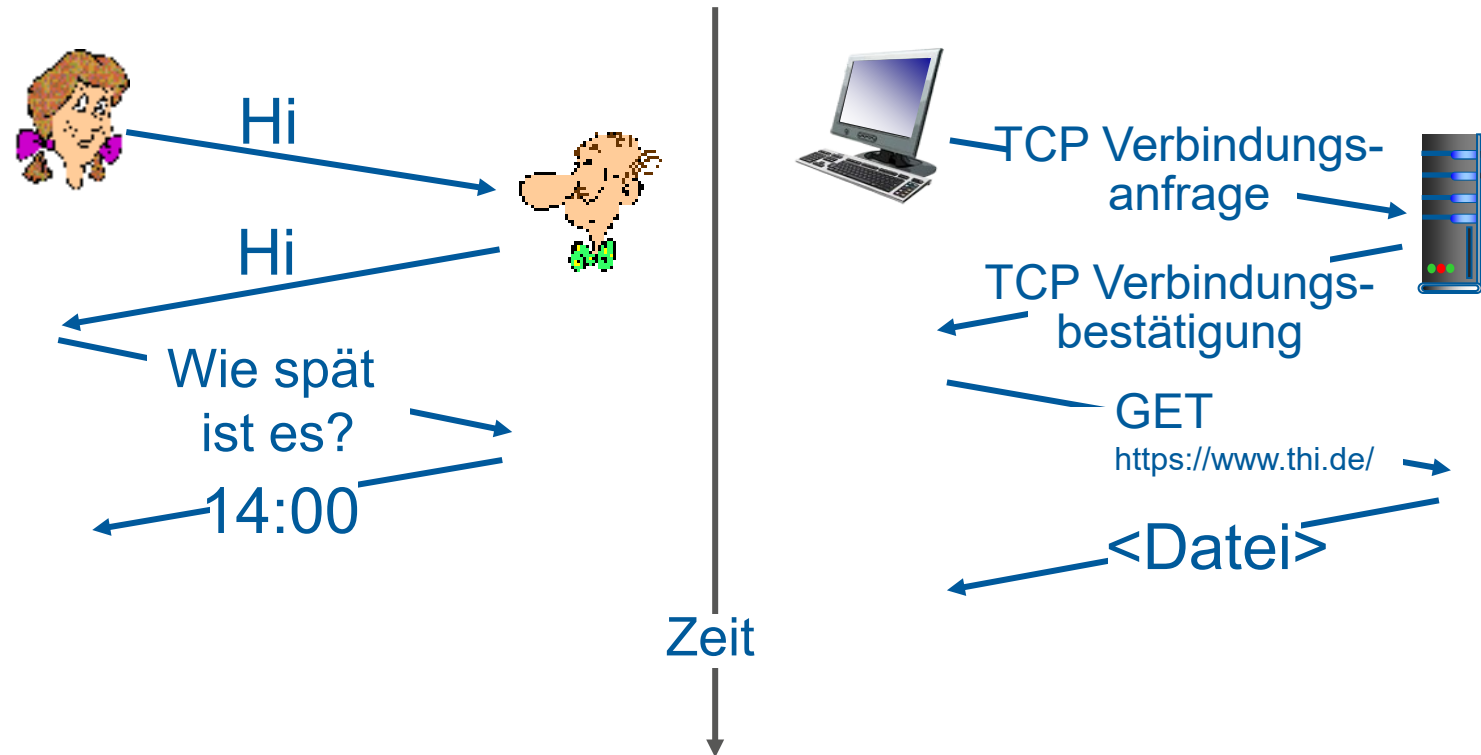 Hi
Hi
Wie spät
ist es?
14:00
Zeit
TCP Verbindungs-
anfrage
TCP Verbindungs-
bestätigung
GET
https://www.thi.de/
<Datei>